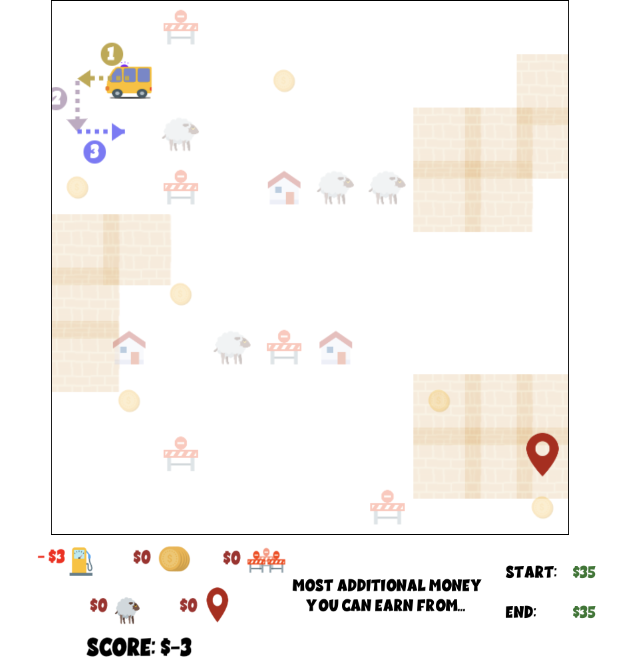 1
2
3
- $3
$0
$0
$0
$0
SCORE: $-3
MOST ADDITIONAL MONEY
YOU CAN EARN FROM...
START: $35
END: $35